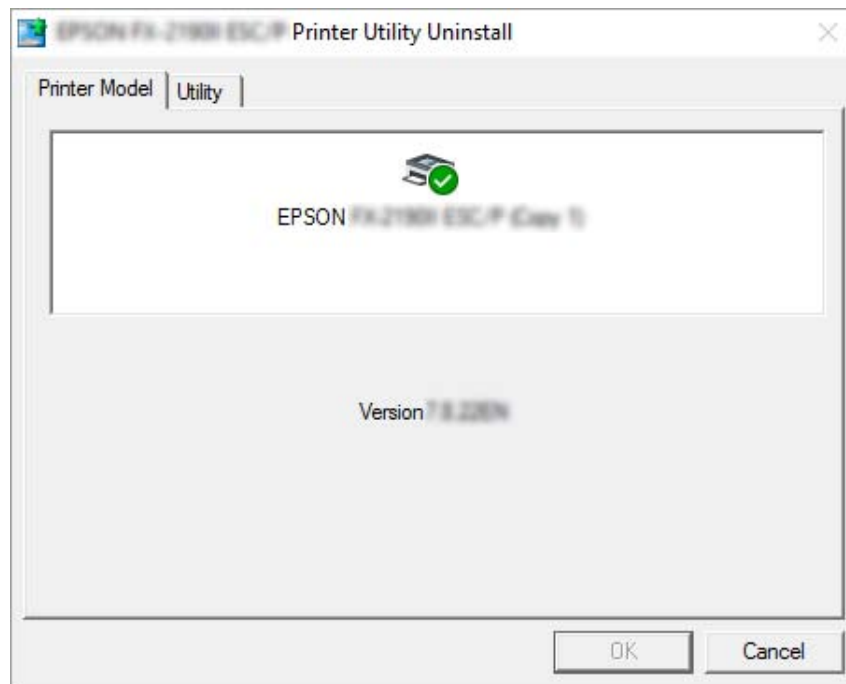 Printer Utility Uninstall
Printer Model
Utility
EPSON
Version
OK
Cancel